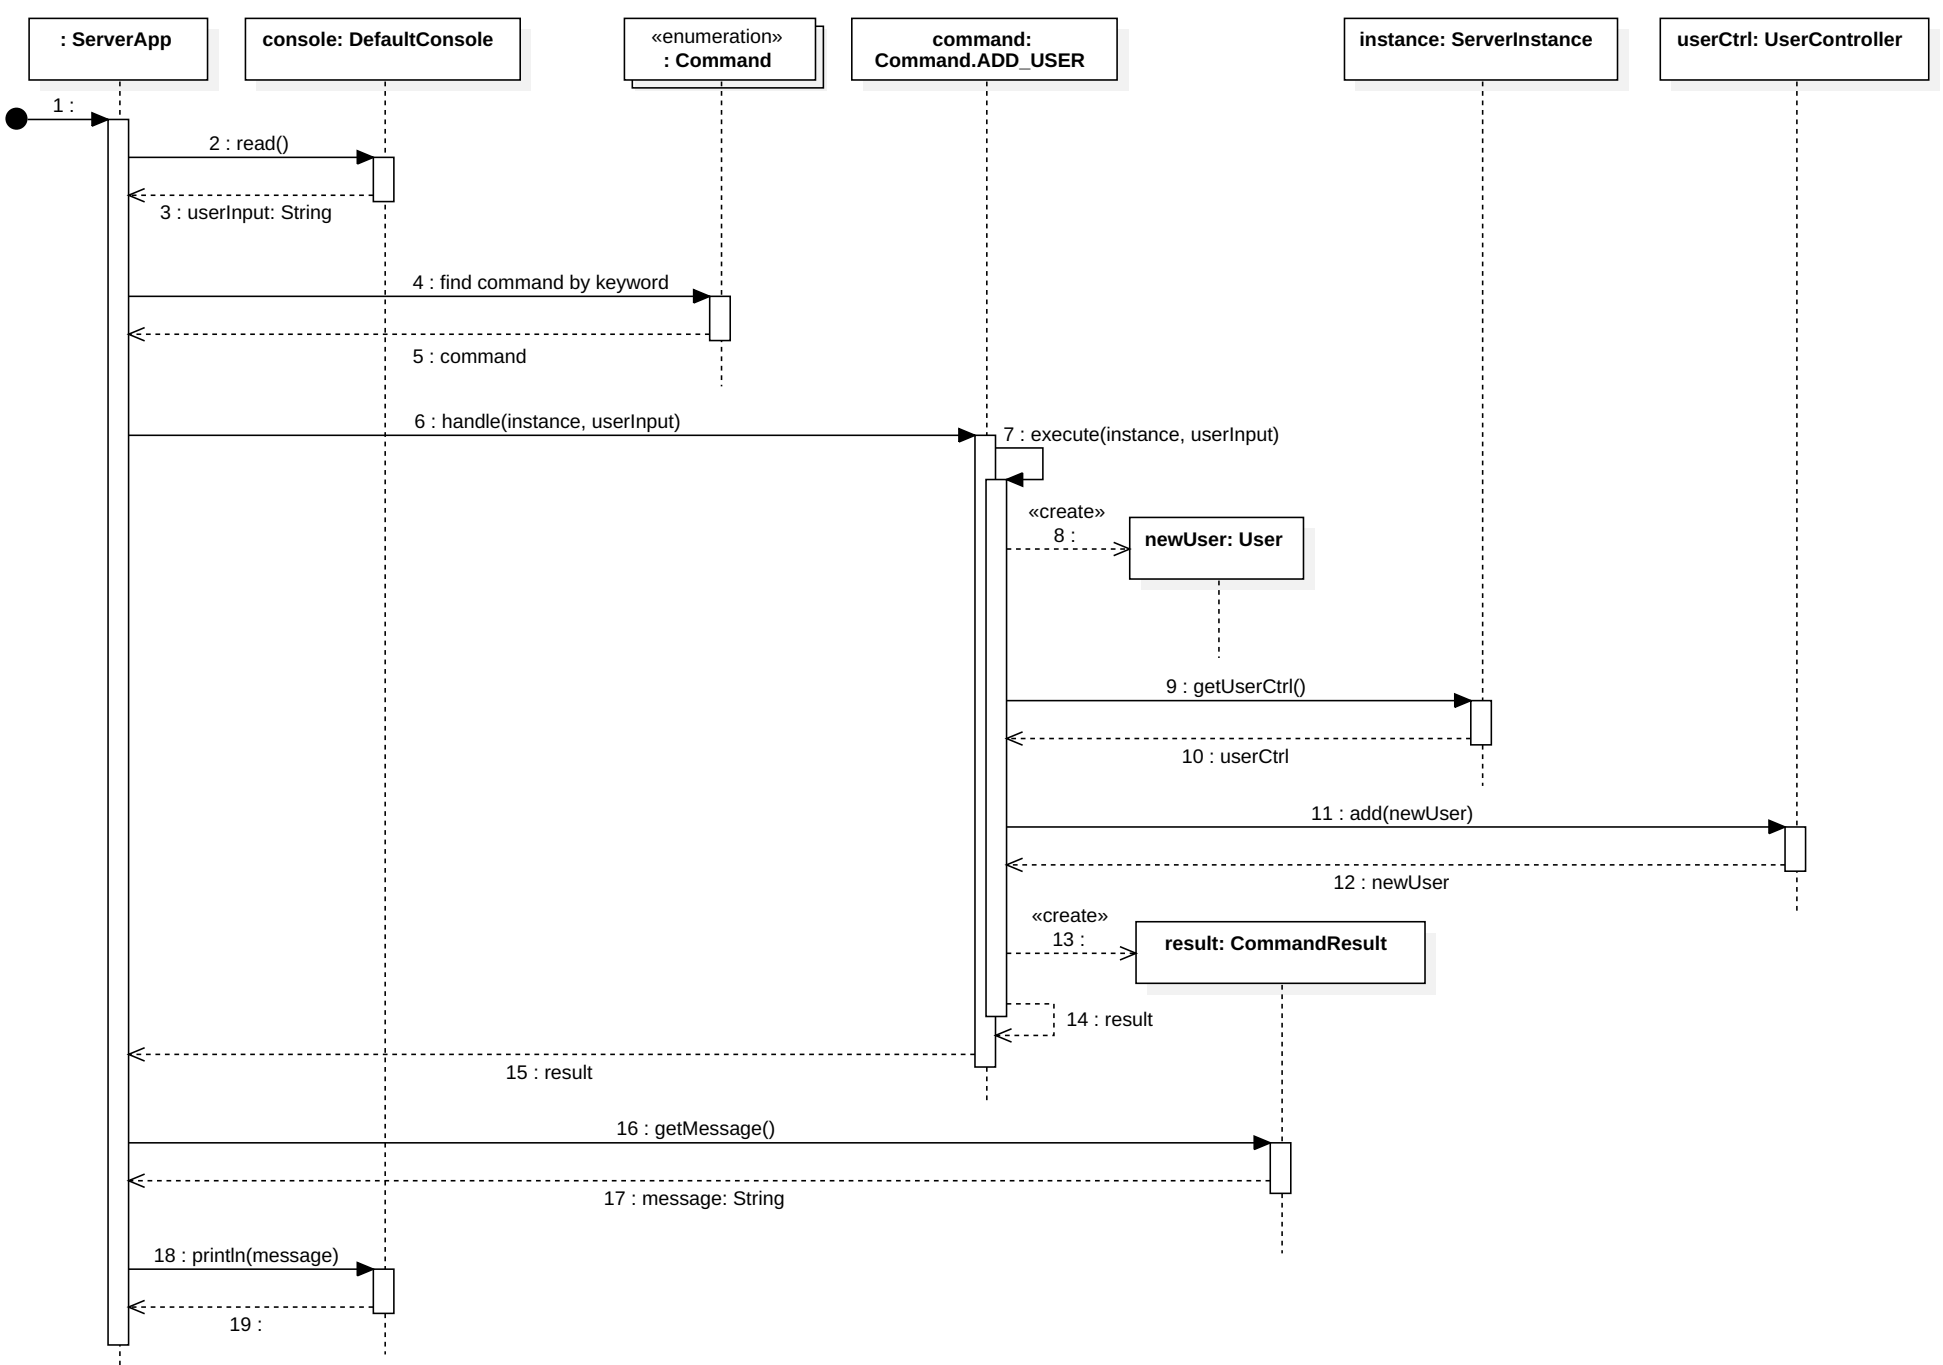 : ServerApp
console: DefaultConsole
«enumeration»
: Command
command:
Command.ADD_USER
instance: ServerInstance
userCtrl: UserController
1 :
2 : read()
3 : userInput: String
4 : find command by keyword
5 : command
6 : handle(instance, userInput)
7 : execute(instance, userInput)
«create»
8 :
newUser: User
9 : getUserCtrl()
10 : userCtrl
11 : add(newUser)
12 : newUser
«create»
13 :
result: CommandResult
14 : result
15 : result
16 : getMessage()
17 : message: String
18 : println(message)
19 :